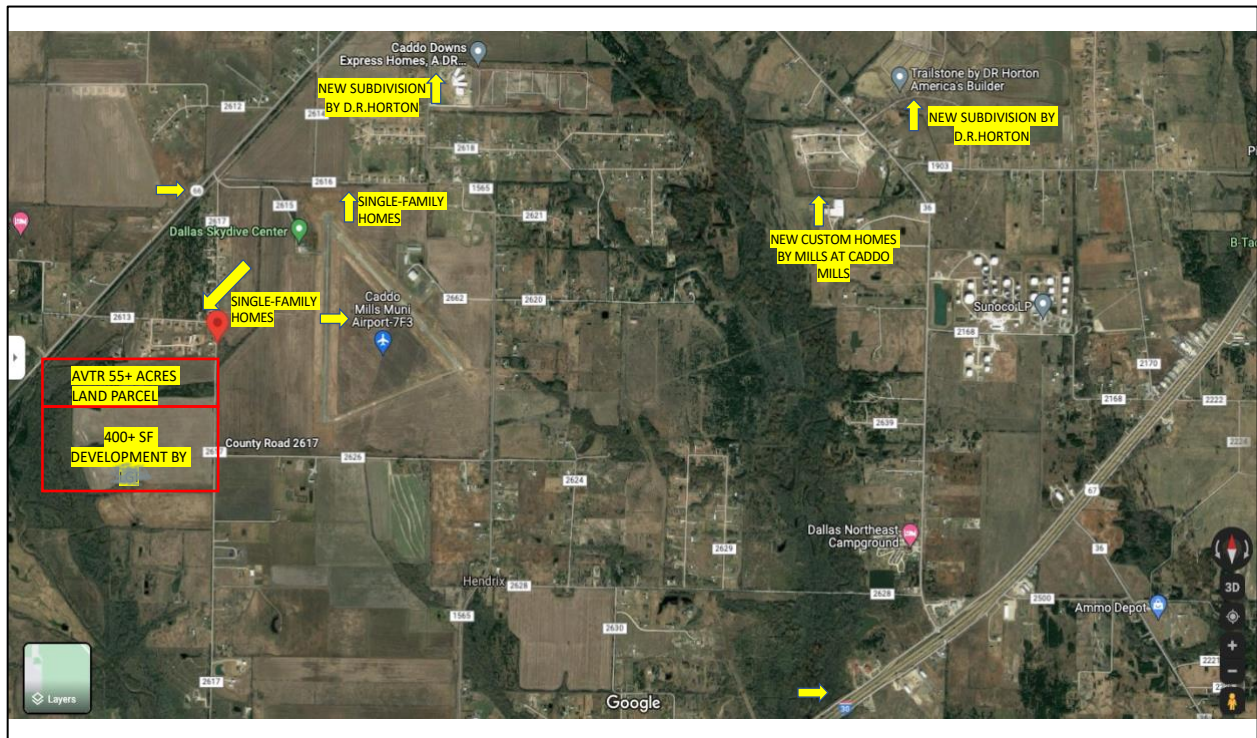 Caddo Downs
Express Homes, A DR...
NEW SUBDIVISION
BY D.R.HORTON
Trailstone by DR Horton
America's Builder
NEW SUBDIVISION BY
D.R.HORTON
2612
2614
2618
1903
66
2616
1565
2617
2615
2621
36
SINGLE-FAMILY
HOMES
Dallas Skydive Center
NEW CUSTOM HOMES
BY MILLS AT CADDO
MILLS
SINGLE-FAMILY
HOMES
Caddo
Mills Muni
Airport-7F3
2662
2620
Sunoco LP
2613
2168
2170
AVTR 55+ ACRES
LAND PARCEL
2168
2222
400+ SF
DEVELOPMENT BY
County Road 2617
2617
2626
2639
2624
67
Dallas Northeast
Campground
2629
36
Hendrix
2628
2628
2500
3D
Ammo Depot
1565
2630
2617
Layers
Google
30